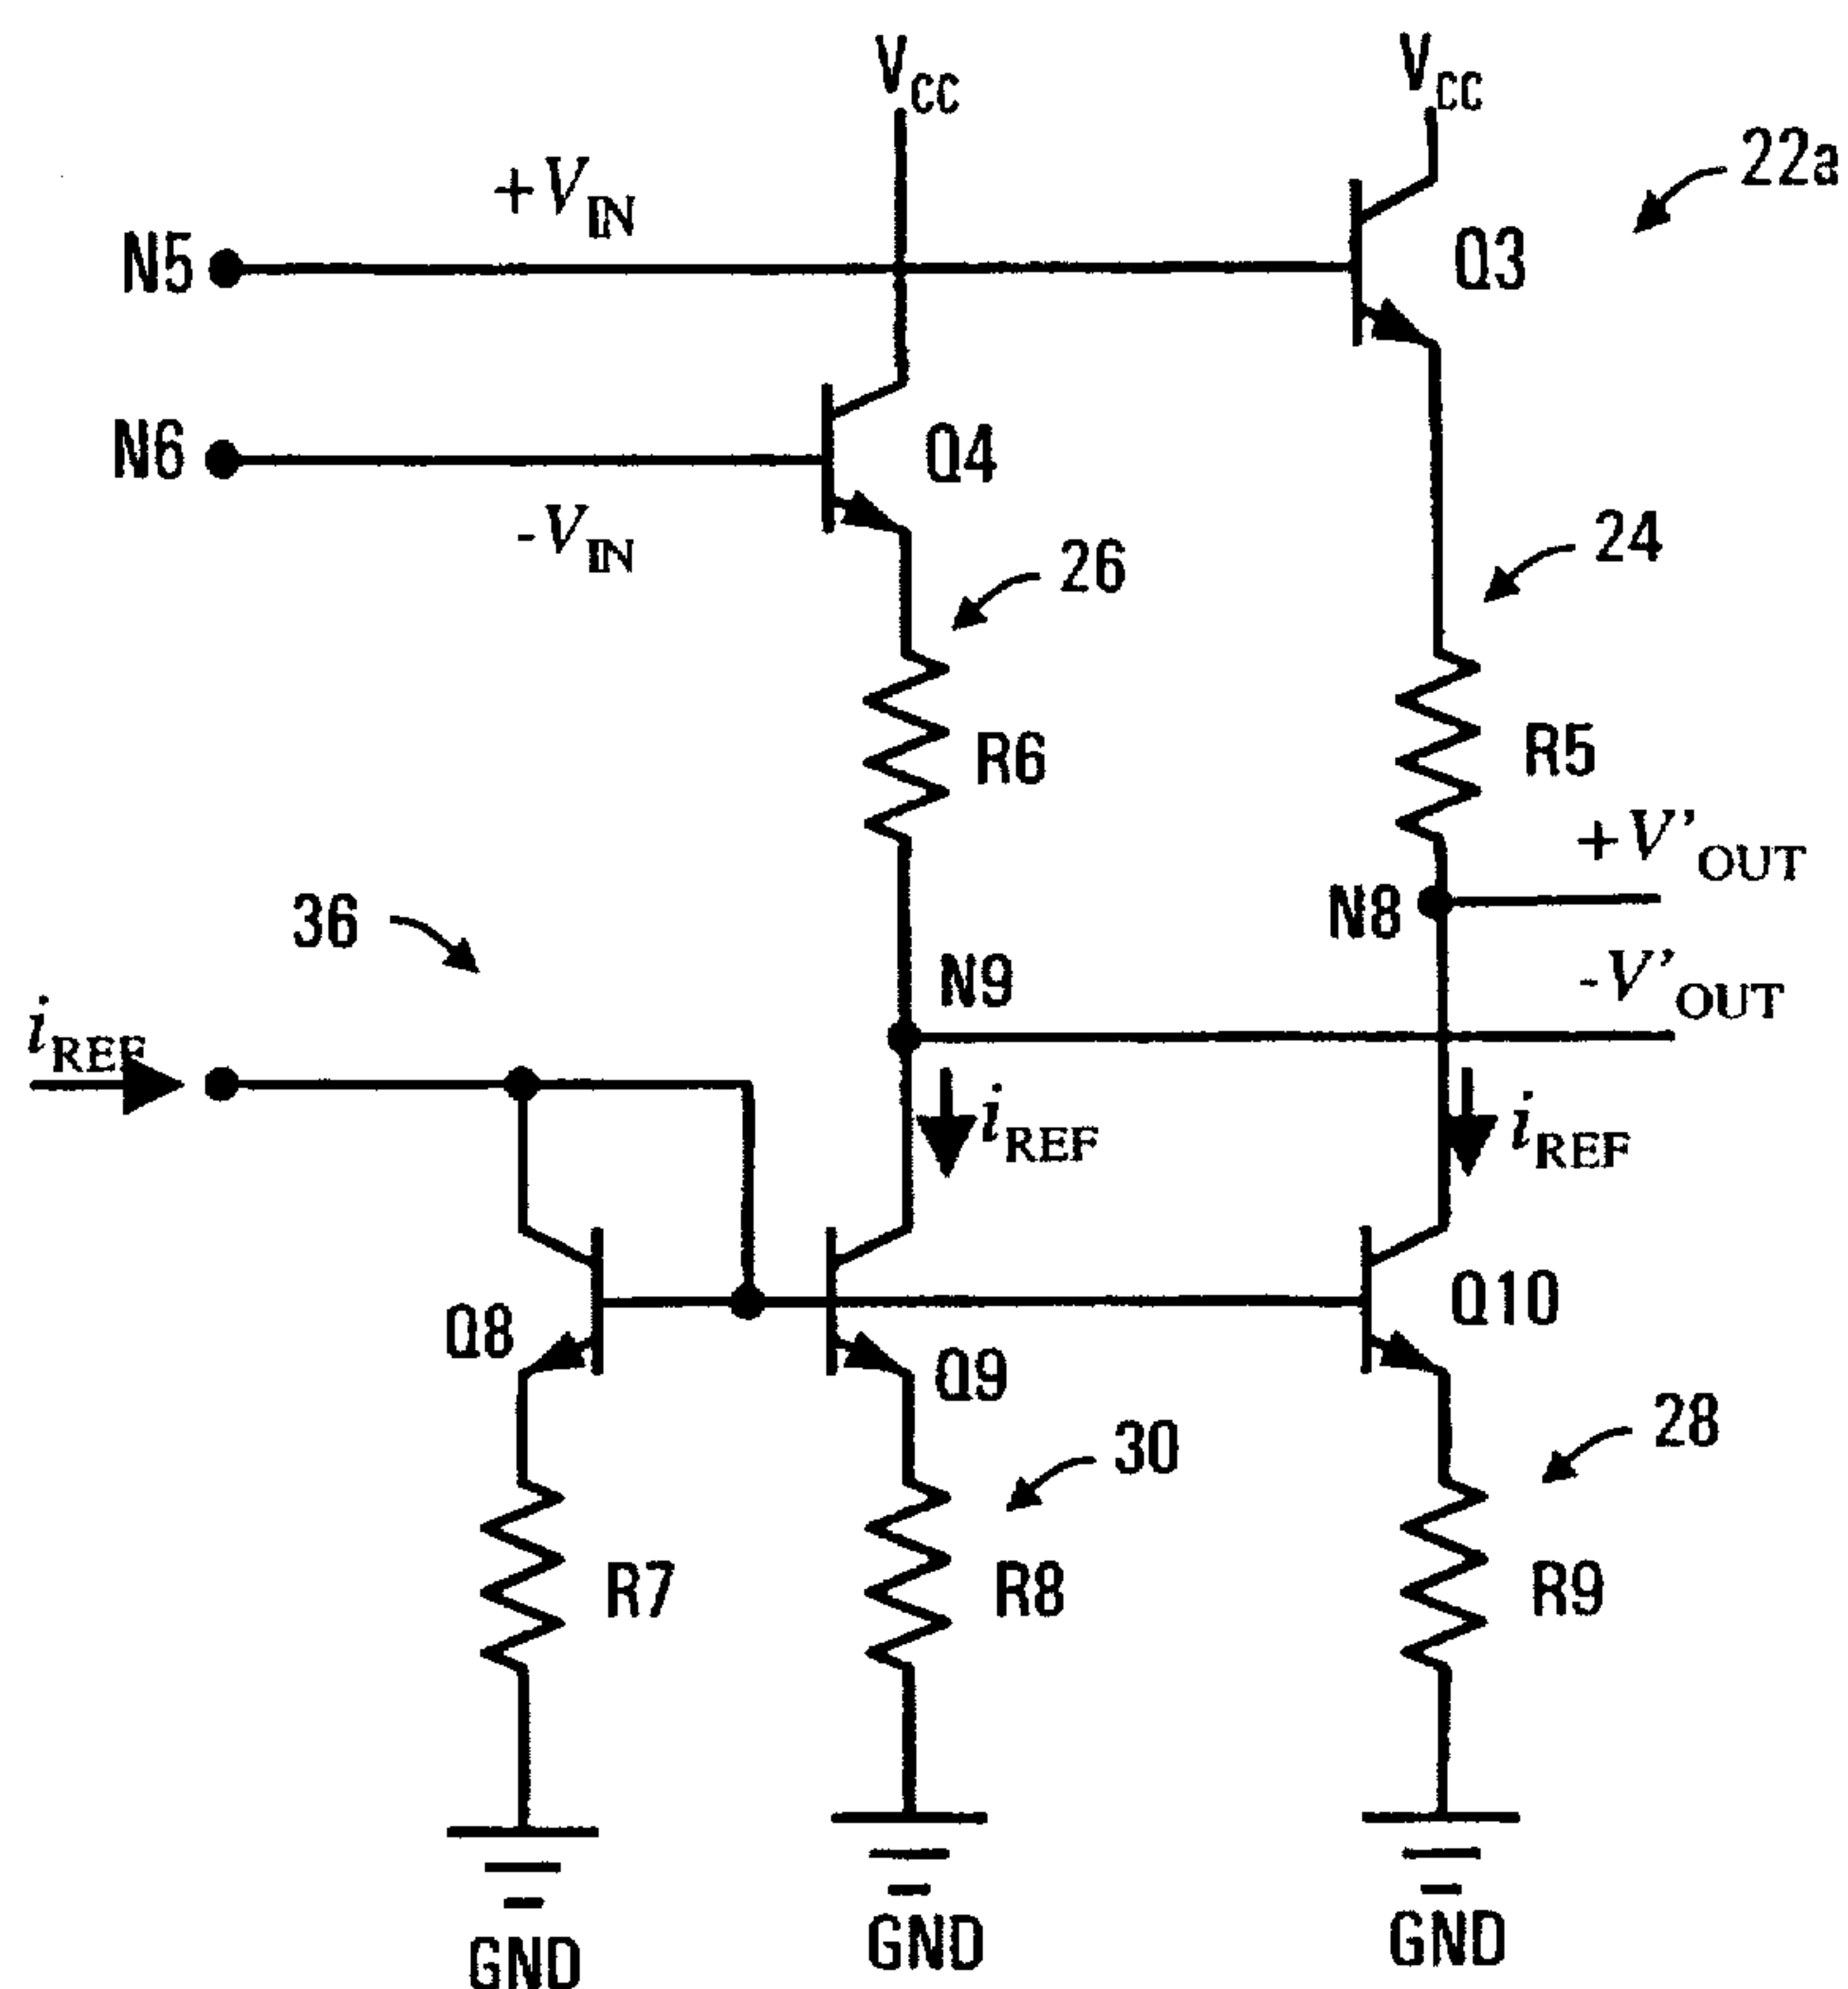 VCC VCC
22a
+VIN
N5
Q3
N6
Q4
-VIN
26
24
R6
R5
+V'OUT
36
N8
N9
-V'OUT
iREF
iREF
iREF
Q8
Q9
Q10
30
28
R7
R8
R9
GND
GND
GND